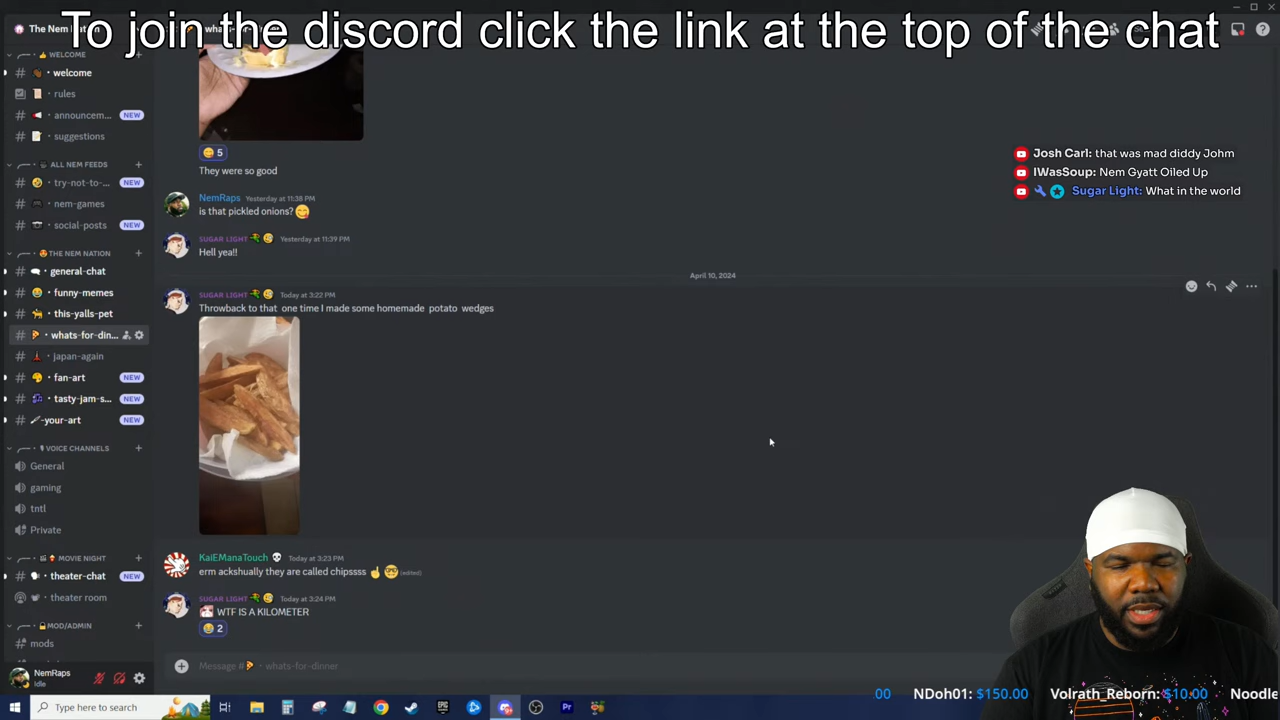 To join the discord click the link at the top of the chat
The Nem
WELCOME
welcome
rules
announcem... NEW
suggestions
ALL NEM FEEDS
try-not-to-... NEW
nem-games
social-posts
THE NEM NATION
general-chat
funny-memes
this-yalls-pet
whats-for-din...
japan-again
fan-art NEW
tasty-jam-s... NEW
-your-art NEW
VOICE CHANNELS
General
gaming
tntl
Private
MOVIE NIGHT
theater-chat NEW
theater room
MOD/ADMIN
mods
NemRaps
Idle
5
They were so good
NemRaps Yesterday at 11:38 PM
is that pickled onions? 😋
SUGAR LIGHT Yesterday at 11:39 PM
Hell yea!!
April 10, 2024
SUGAR LIGHT Today at 3:22 PM
Throwback to that one time I made some homemade potato wedges
KaiEManaTouch Today at 3:23 PM
erm ackshually they are called chipssss ☝️ 🤓 (edited)
SUGAR LIGHT Today at 3:24 PM
WTF IS A KILOMETER
2
Message # whats-for-dinner
Josh Carl: that was mad diddy Johm
IWasSoup: Nem Gyatt Oiled Up
Sugar Light: What in the world
00 NDoh01: $150.00 Volrath_Reborn: $10.00 Noodle
Type here to search